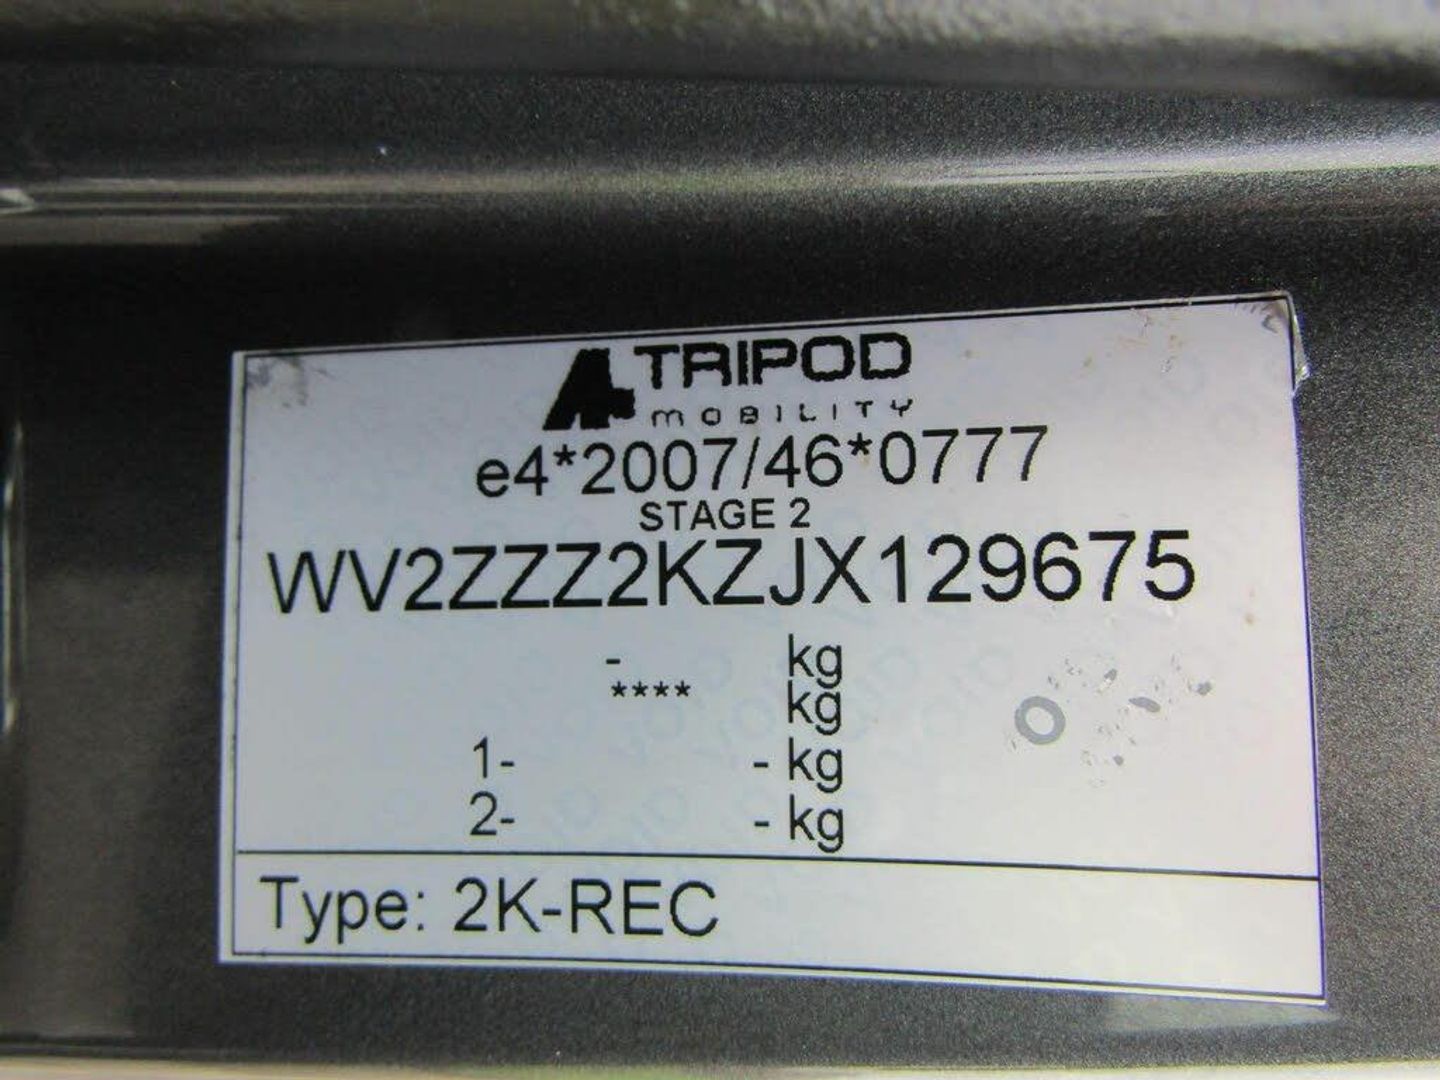 TRIPOD
MOBILITY
e4*2007/46*0777
STAGE 2
WV2ZZZ2KZJX129675
- kg
**** kg
1- - kg
2- - kg
Type: 2K-REC